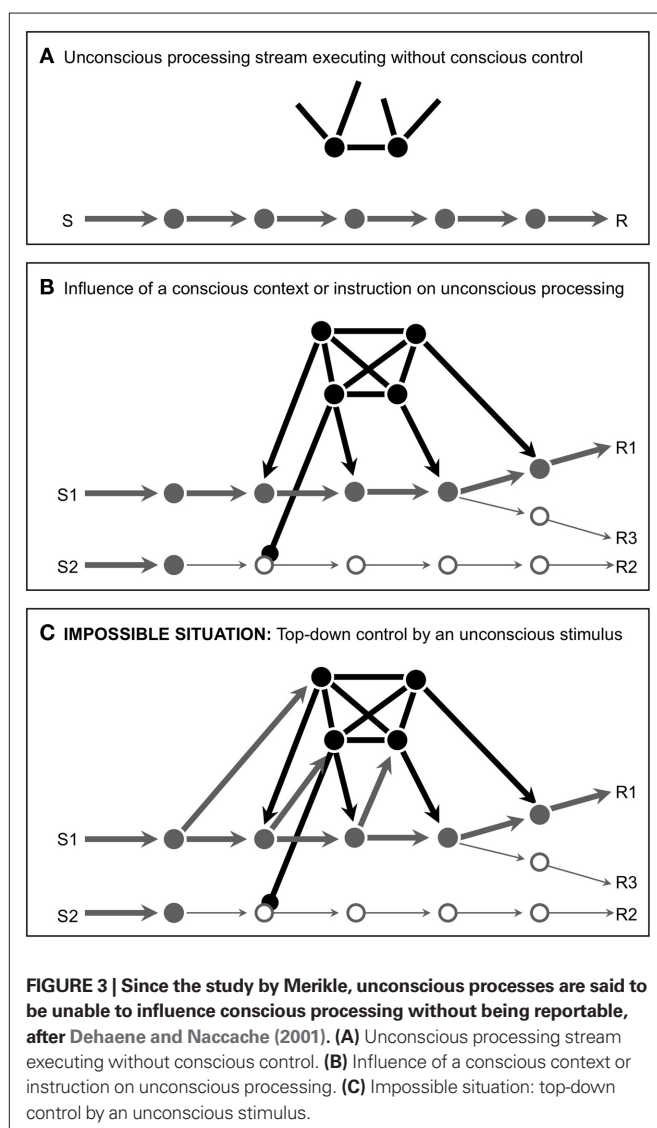 A Unconscious processing stream executing without conscious control
S
R
B Influence of a conscious context or instruction on unconscious processing
S1
R1
R3
S2
R2
C IMPOSSIBLE SITUATION: Top-down control by an unconscious stimulus
S1
R1
R3
S2
R2
FIGURE 3 | Since the study by Merikle, unconscious processes are said to
be unable to influence conscious processing without being reportable,
after Dehaene and Naccache (2001). (A) Unconscious processing stream
executing without conscious control. (B) Influence of a conscious context or
instruction on unconscious processing. (C) Impossible situation: top-down
control by an unconscious stimulus.